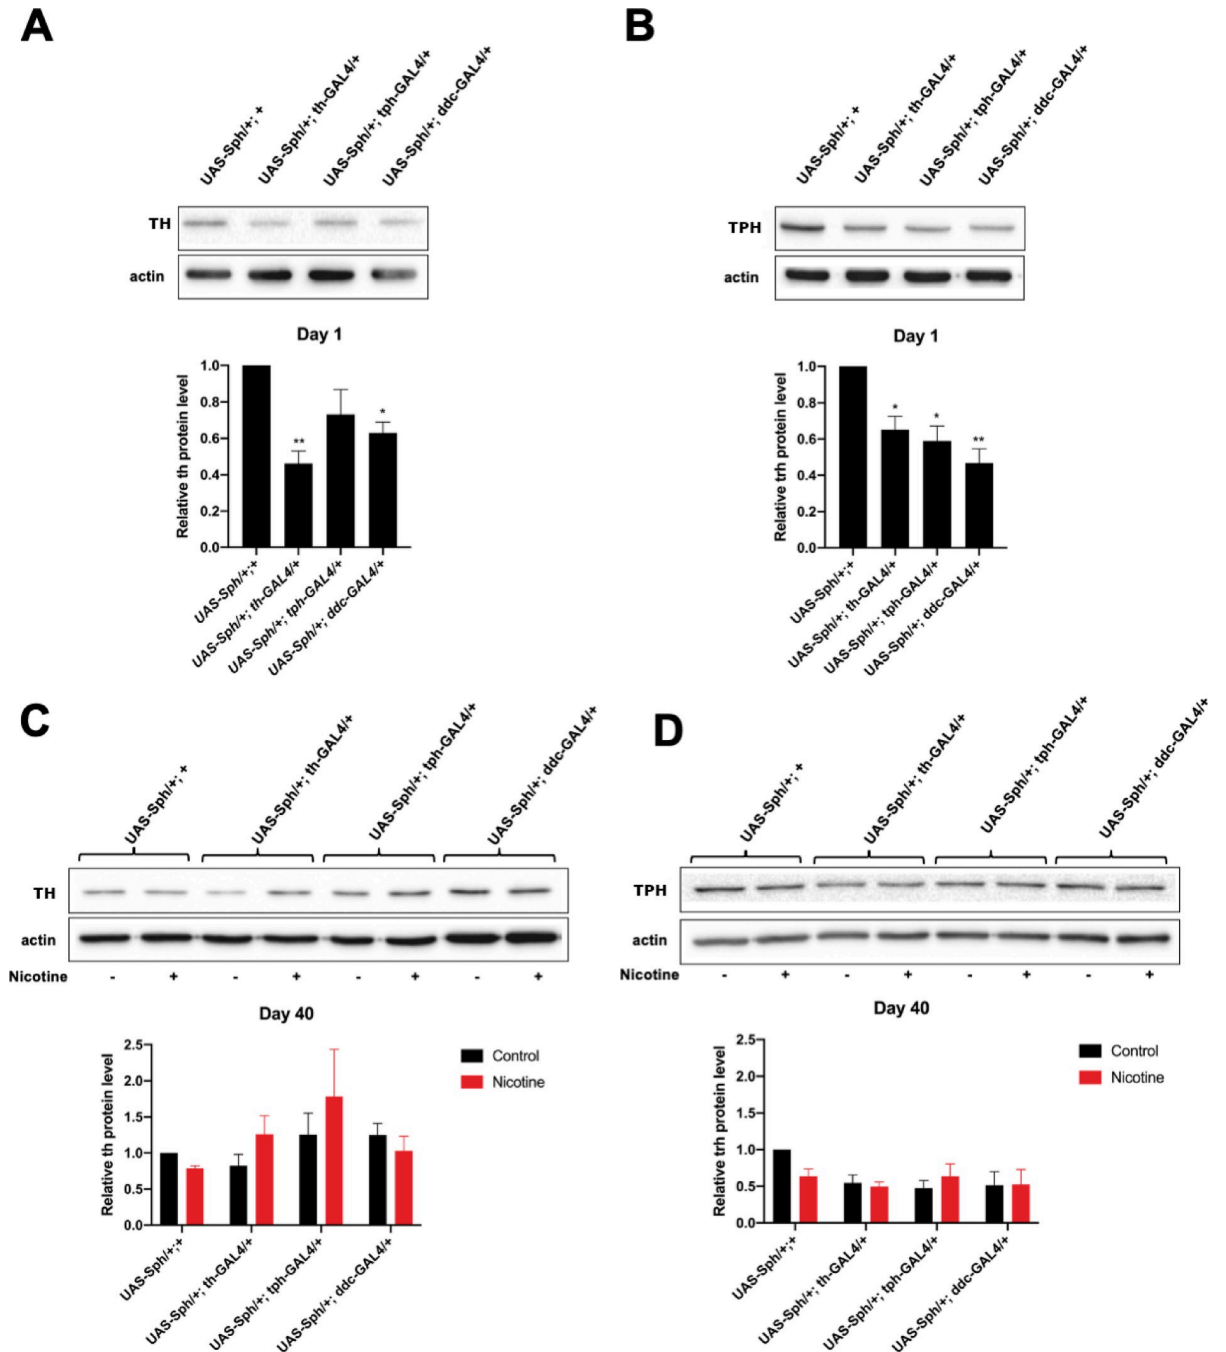 A
UAS-Sph/+; +
UAS-Sph/+; th-GAL4/+
UAS-Sph/+; tph-GAL4/+
UAS-Sph/+; ddc-GAL4/+
TH
actin
Day 1
Relative th protein level
1.0
0.8
0.6
0.4
0.2
0.0
**
*
UAS-Sph/+;+
UAS-Sph/+; th-GAL4/+
UAS-Sph/+; tph-GAL4/+
UAS-Sph/+; ddc-GAL4/+
B
UAS-Sph/+; +
UAS-Sph/+; th-GAL4/+
UAS-Sph/+; tph-GAL4/+
UAS-Sph/+; ddc-GAL4/+
TPH
actin
Day 1
Relative trh protein level
1.0
0.8
0.6
0.4
0.2
0.0
*
*
**
UAS-Sph/+;+
UAS-Sph/+; th-GAL4/+
UAS-Sph/+; tph-GAL4/+
UAS-Sph/+; ddc-GAL4/+
C
UAS-Sph/+; +
UAS-Sph/+; th-GAL4/+
UAS-Sph/+; tph-GAL4/+
UAS-Sph/+; ddc-GAL4/+
TH
actin
Nicotine - + - + - + - +
Day 40
Relative th protein level
2.5
2.0
1.5
1.0
0.5
0.0
Control
Nicotine
UAS-Sph/+;+
UAS-Sph/+; th-GAL4/+
UAS-Sph/+; tph-GAL4/+
UAS-Sph/+; ddc-GAL4/+
D
UAS-Sph/+; +
UAS-Sph/+; th-GAL4/+
UAS-Sph/+; tph-GAL4/+
UAS-Sph/+; ddc-GAL4/+
TPH
actin
Nicotine - + - + - + - +
Day 40
Relative trh protein level
2.5
2.0
1.5
1.0
0.5
0.0
Control
Nicotine
UAS-Sph/+;+
UAS-Sph/+; th-GAL4/+
UAS-Sph/+; tph-GAL4/+
UAS-Sph/+; ddc-GAL4/+